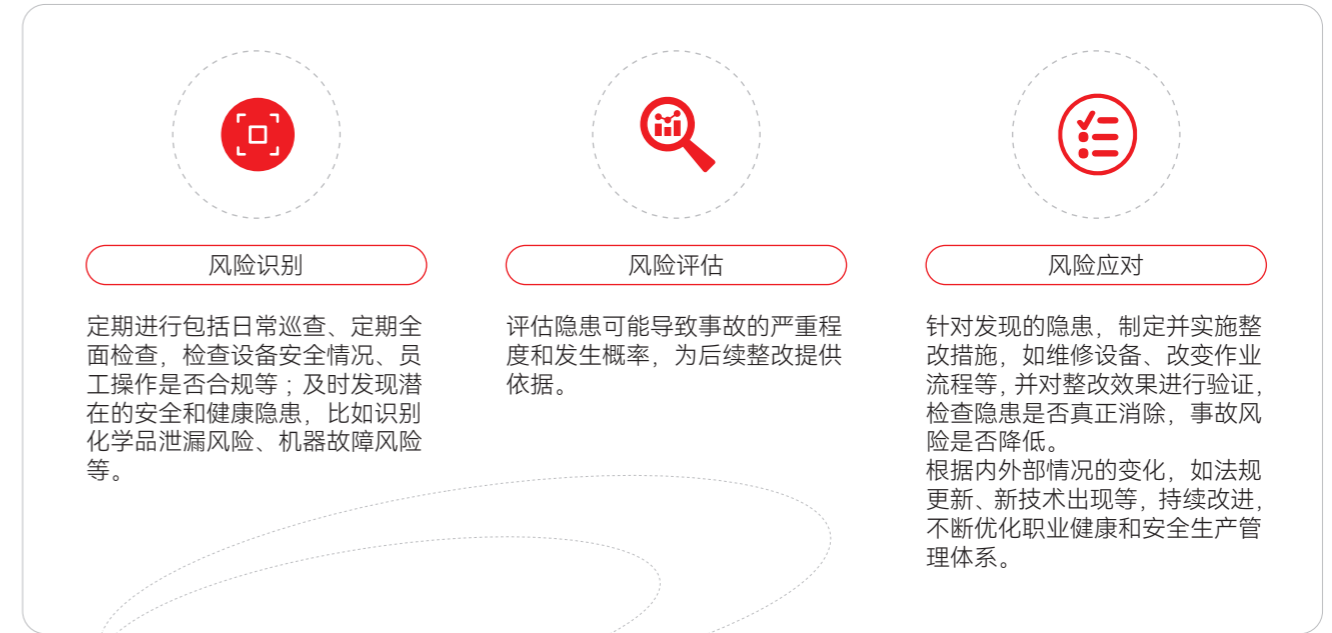 风险识别
定期进行包括日常巡查、定期全
面检查，检查设备安全情况、员
工操作是否合规等；及时发现潜
在的安全和健康隐患，比如识别
化学品泄漏风险、机器故障风险
等。
风险评估
评估隐患可能导致事故的严重程
度和发生概率，为后续整改提供
依据。
风险应对
针对发现的隐患，制定并实施整
改措施，如维修设备、改变作业
流程等，并对整改效果进行验证，
检查隐患是否真正消除，事故风
险是否降低。
根据内外部情况的变化，如法规
更新、新技术出现等，持续改进，
不断优化职业健康和安全生产管
理体系。